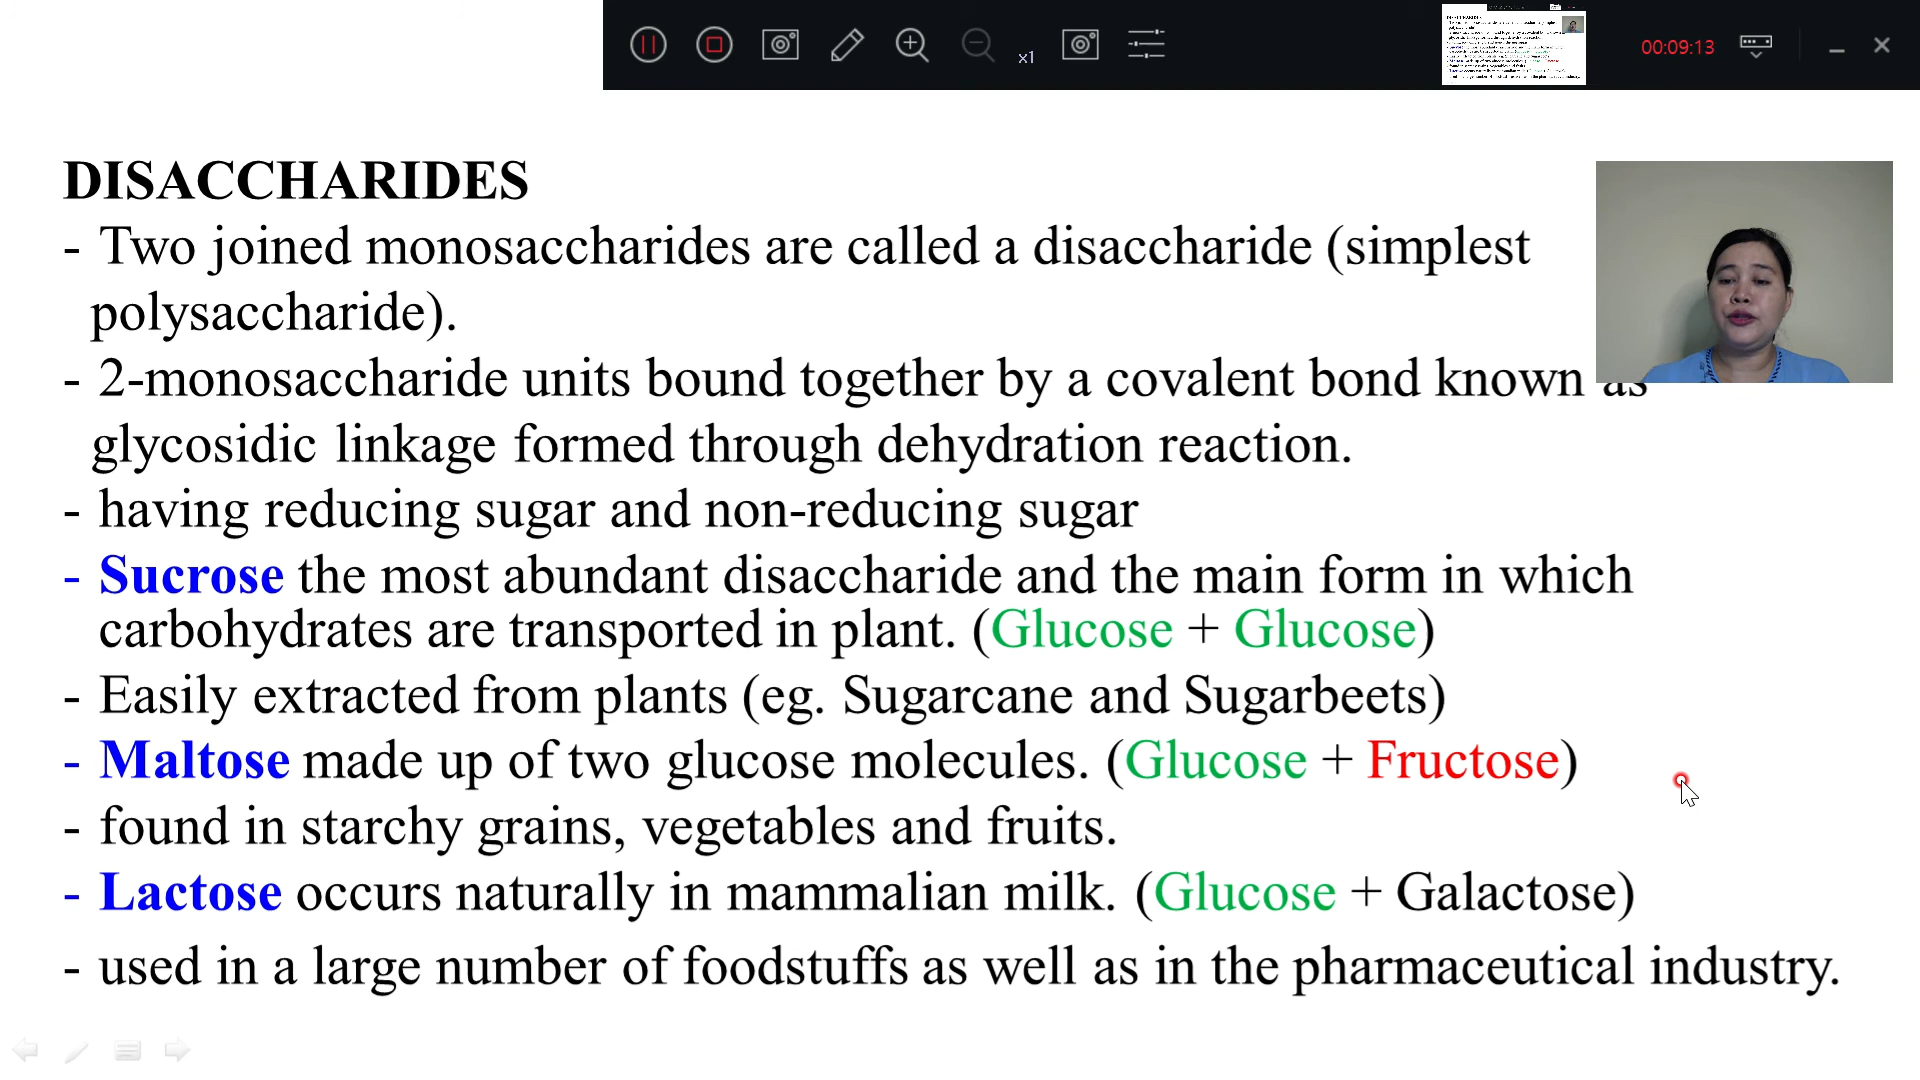 x1
00:09:13
DISACCHARIDES
- Two joined monosaccharides are called a disaccharide (simplest
polysaccharide).
- 2-monosaccharide units bound together by a covalent bond known as
glycosidic linkage formed through dehydration reaction.
- having reducing sugar and non-reducing sugar
- Sucrose the most abundant disaccharide and the main form in which
carbohydrates are transported in plant. (Glucose + Glucose)
- Easily extracted from plants (eg. Sugarcane and Sugarbeets)
- Maltose made up of two glucose molecules. (Glucose + Fructose)
- found in starchy grains, vegetables and fruits.
- Lactose occurs naturally in mammalian milk. (Glucose + Galactose)
- used in a large number of foodstuffs as well as in the pharmaceutical industry.